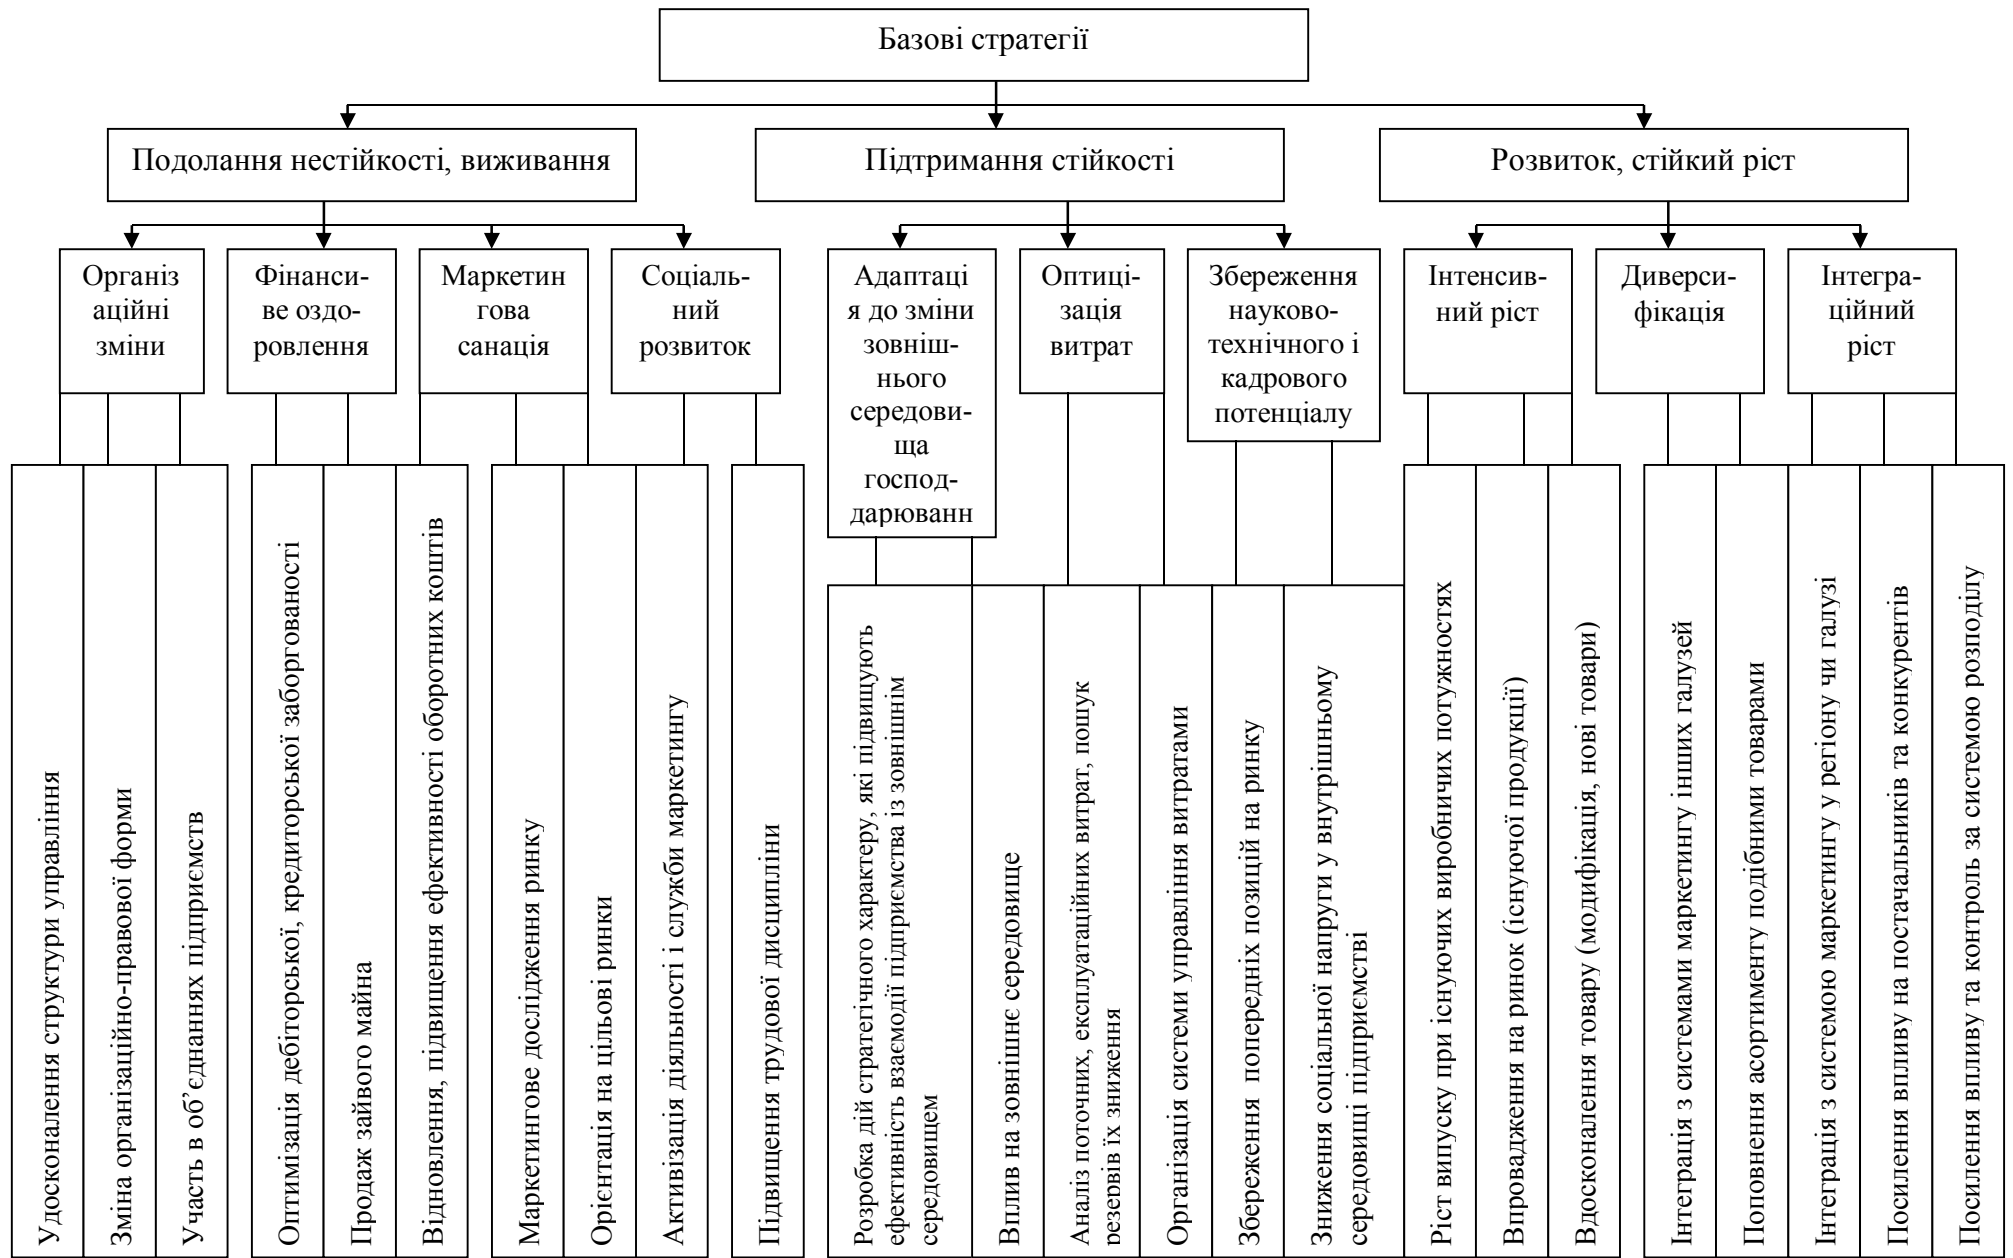 Базові стратегії
Подолання нестійкості, виживання
Підтримання стійкості
Розвиток, стійкий ріст
Організ
аційні
зміни
Фінанси-
ве оздо-
ровлення
Маркетин
гова
санація
Соціаль-
ний
розвиток
Адаптаці
я до зміни
зовніш-
нього
середови-
ща
господ-
дарюванн
Оптиці-
зація
витрат
Збереження
науково-
технічного і
кадрового
потенціалу
Інтенсив-
ний ріст
Диверси-
фікація
Інтегра-
ційний
ріст
Удосконалення структури управління
Зміна організаційно-правової форми
Участь в об’єднаннях підприємств
Оптимізація дебіторської, кредиторської заборгованості
Продаж зайвого майна
Відновлення, підвищення ефективності оборотних коштів
Маркетингове дослідження ринку
Орієнтація на цільові ринки
Активізація діяльності і служби маркетингу
Підвищення трудової дисципліни
Розробка дій стратегічного характеру, які підвищують
ефективність взаємодії підприємства із зовнішнім
середовищем
Вплив на зовнішнє середовище
Аналіз поточних, експлуатаційних витрат, пошук
резервів їх зниження
Організація системи управління витратами
Збереження попередніх позицій на ринку
Зниження соціальної напруги у внутрішньому
середовищі підприємстві
Ріст випуску при існуючих виробничих потужностях
Впровадження на ринок (існуючої продукції)
Вдосконалення товару (модифікація, нові товари)
Інтеграція з системами маркетингу інших галузей
Поповнення асортименту подібними товарами
Інтеграція з системою маркетингу у регіону чи галузі
Посилення впливу на постачальників та конкурентів
Посилення впливу та контроль за системою розподілу